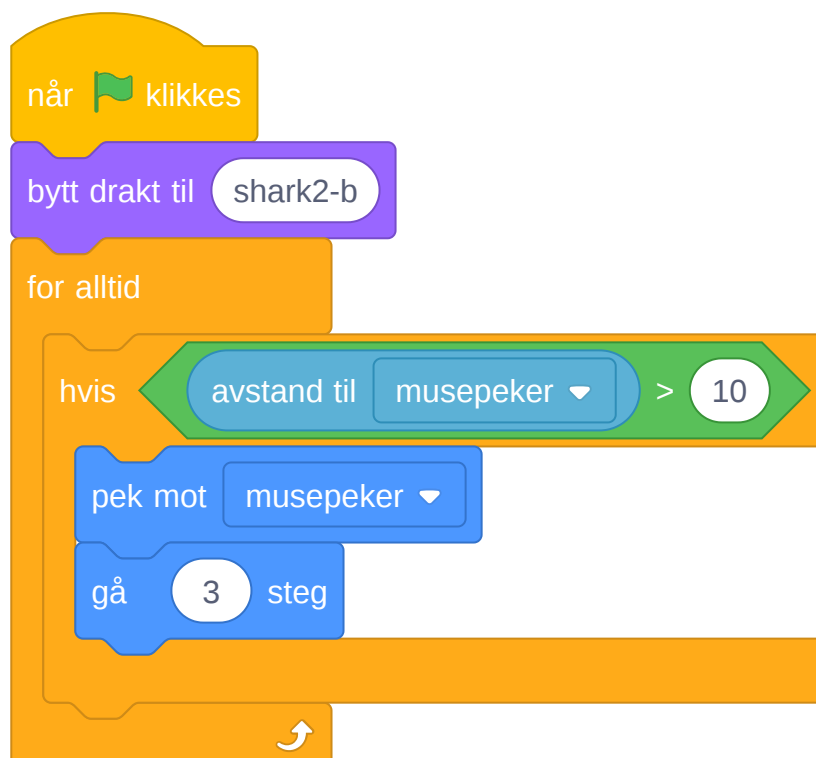 når klikkes
bytt drakt til shark2-b
for alltid
hvis avstand til musepeker > 10
pek mot musepeker
gå 3 steg